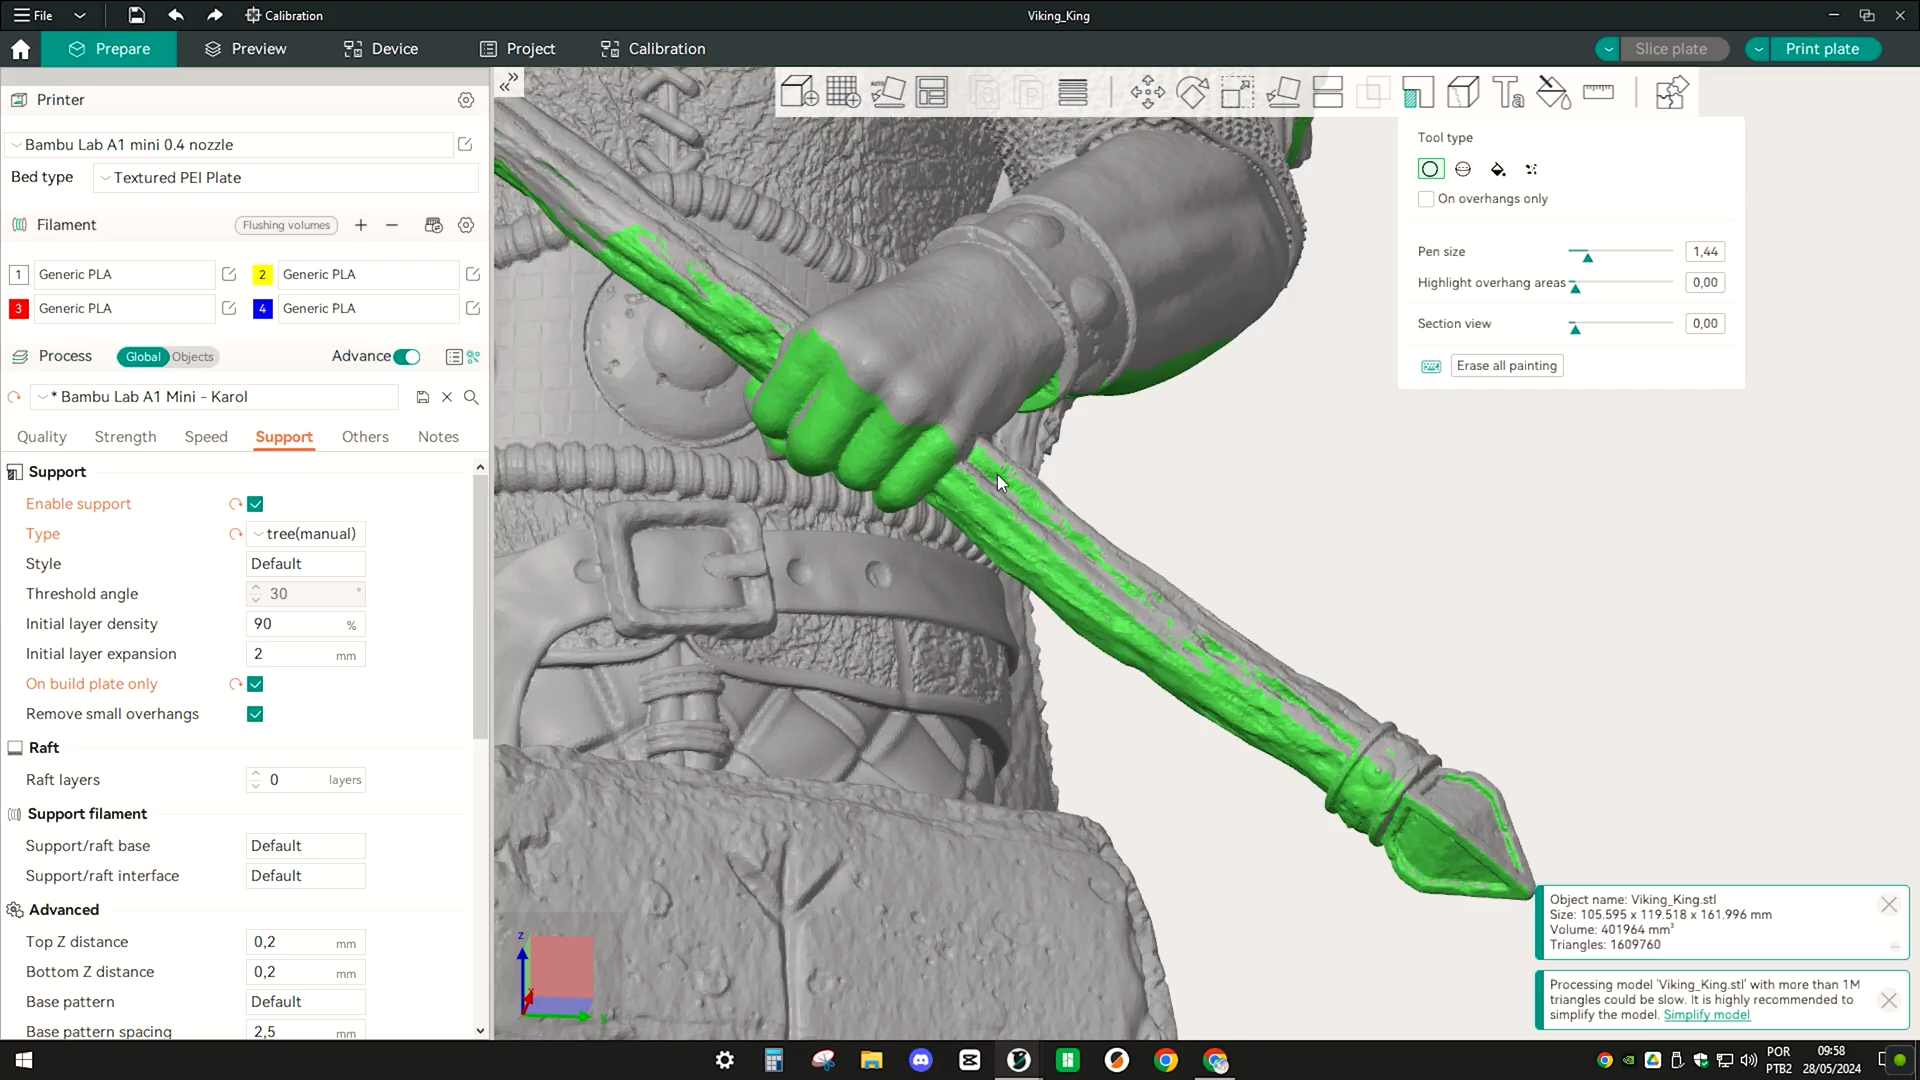 File
Calibration
Viking_King
Prepare
Preview
Device
Project
Calibration
Slice plate
Print plate
Printer
Bambu Lab A1 mini 0.4 nozzle
Bed type
Textured PEI Plate
Filament
Flushing volumes
1 Generic PLA
2 Generic PLA
3 Generic PLA
4 Generic PLA
Process
Global Objects
Advance
* Bambu Lab A1 Mini - Karol
Quality
Strength
Speed
Support
Others
Notes
Support
Enable support
Type tree(manual)
Style Default
Threshold angle 30 °
Initial layer density 90 %
Initial layer expansion 2 mm
On build plate only
Remove small overhangs
Raft
Raft layers 0 layers
Support filament
Support/raft base Default
Support/raft interface Default
Advanced
Top Z distance 0,2 mm
Bottom Z distance 0,2 mm
Base pattern Default
Base pattern spacing 2,5 mm
Tool type
On overhangs only
Pen size 1,44
Highlight overhang areas 0,00
Section view 0,00
Erase all painting
Object name: Viking_King.stl
Size: 105.595 x 119.518 x 161.996 mm
Volume: 401964 mm³
Triangles: 1609760
Processing model 'Viking_King.stl' with more than 1M
triangles could be slow. It is highly recommended to
simplify the model. Simplify model
POR
PTB2
09:58
28/05/2024